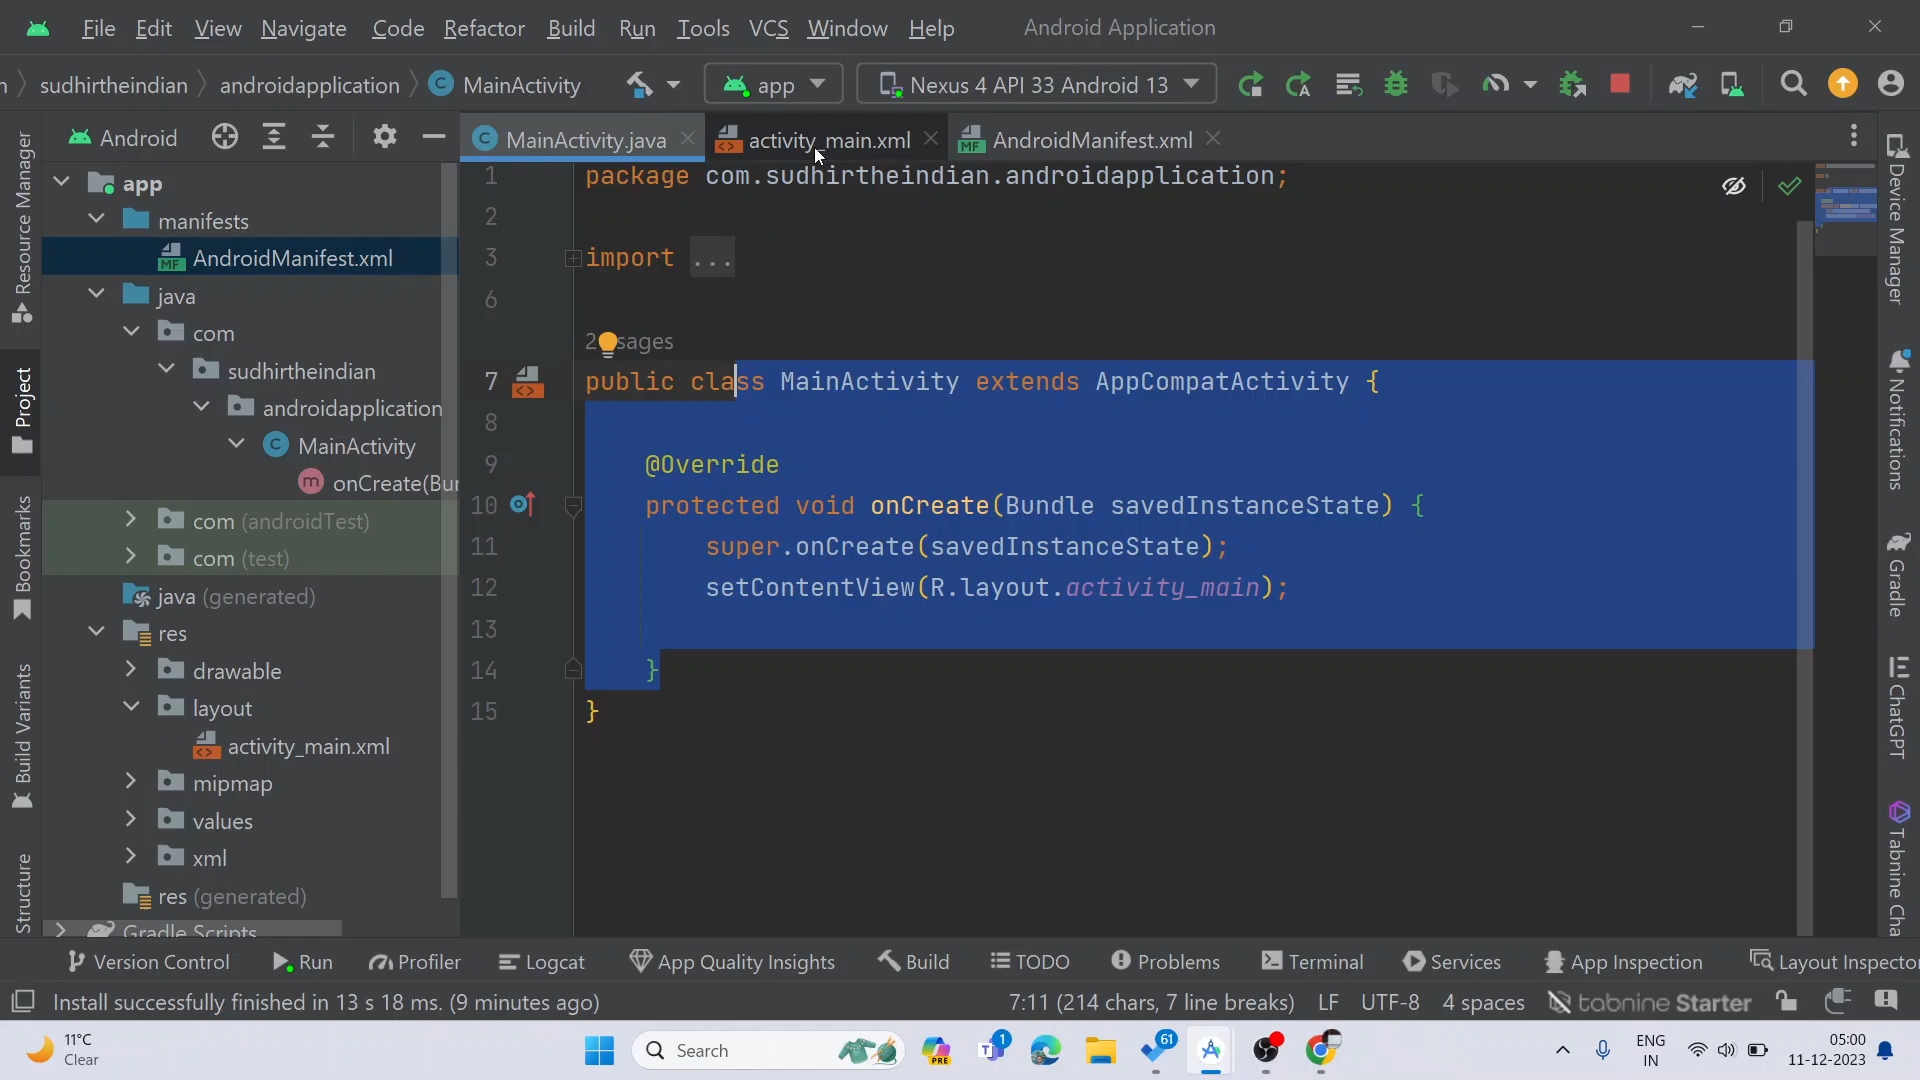 File Edit View Navigate Code Refactor Build Run Tools VCS Window Help Android Application
sudhirtheindian androidapplication MainActivity app Nexus 4 API 33 Android 13
Android MainActivity.java activity_main.xml AndroidManifest.xml
Resource Manager
Project
Bookmarks
Build Variants
Structure
app
manifests
AndroidManifest.xml
java
com
sudhirtheindian
androidapplication
MainActivity
onCreate(Bu
com (androidTest)
com (test)
java (generated)
res
drawable
layout
activity_main.xml
mipmap
values
xml
res (generated)
Gradle Scripts
1 package com.sudhirtheindian.androidapplication;
2
3 import ...
6
2 sages
7 public class MainActivity extends AppCompatActivity {
8
9 @Override
10 protected void onCreate(Bundle savedInstanceState) {
11 super.onCreate(savedInstanceState);
12 setContentView(R.layout.activity_main);
13
14 }
15 }
Device Manager
Notifications
Gradle
ChatGPT
Tabnine Cha
Version Control Run Profiler Logcat App Quality Insights Build TODO Problems Terminal Services App Inspection Layout Inspector
Install successfully finished in 13 s 18 ms. (9 minutes ago) 7:11 (214 chars, 7 line breaks) LF UTF-8 4 spaces tabnine Starter
11°C
Clear
Search
PRE
1
61
ENG
IN
05:00
11-12-2023